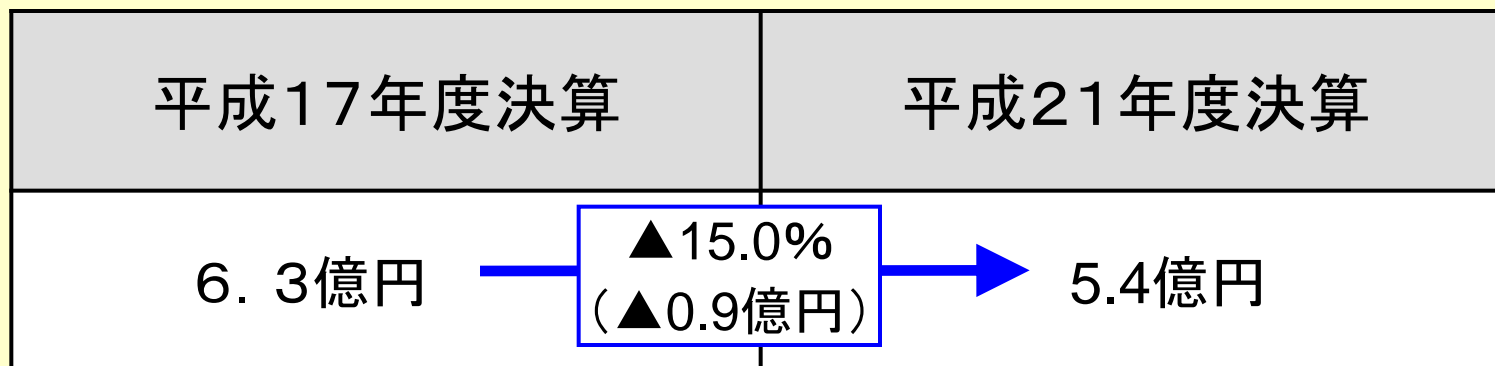 平成17年度決算
平成21年度決算
6．3億円
▲15.0%
（▲0.9億円）
5.4億円